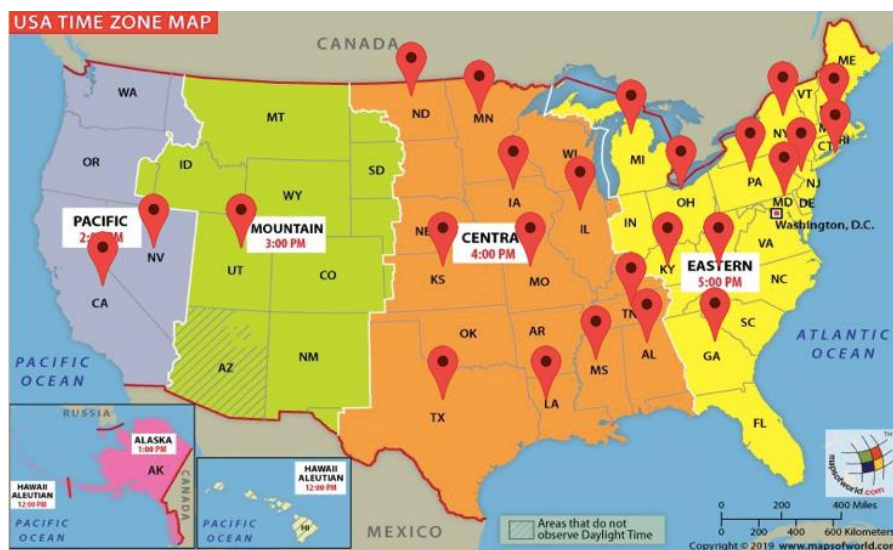 USA TIME ZONE MAP
CANADA
WA
MT
ND
MN
VT
ME
OR
ID
SD
WI
MI
NY
CT
RI
WY
IA
PA
NJ
OH
MD
DE
Washington, D.C.
PACIFIC
MOUNTAIN
3:00 PM
NV
UT
CO
NE
IL
IN
4:00 PM
KS
MO
KY
VA
EASTERN
5:00 PM
CA
AZ
NM
OK
AR
TN
NC
SC
TX
LA
MS
AL
GA
FL
PACIFIC
OCEAN
ATLANTIC
OCEAN
RUSSIA
ALASKA
1:00 PM
AK
CANADA
HAWAII
ALEUTIAN
12:00 PM
PACIFIC
OCEAN
HAWAII
ALEUTIAN
12:00 PM
HI
PACIFIC
OCEAN
MEXICO
Areas that do not
observe Daylight Time
TM
mapsofworld.com
0 200 400 Miles
0 200 400 600 Kilometers
Copyright © 2019 www.mapsofworld.com